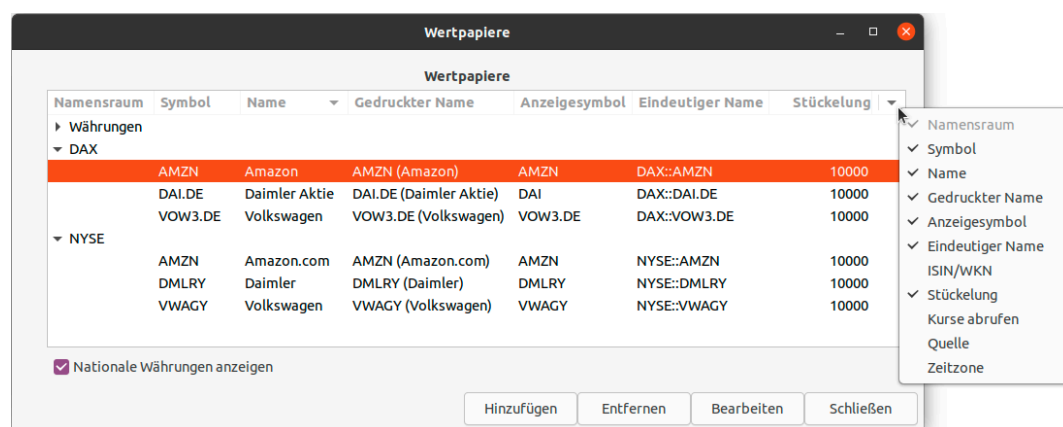 Wertpapiere
Wertpapiere
Namensraum Symbol Name Gedruckter Name Anzeigesymbol Eindeutiger Name Stückelung
Währungen
DAX
AMZN Amazon AMZN (Amazon) AMZN DAX::AMZN 10000
DAI.DE Daimler Aktie DAI.DE (Daimler Aktie) DAI DAX::DAI.DE 10000
VOW3.DE Volkswagen VOW3.DE (Volkswagen) VOW3.DE DAX::VOW3.DE 10000
NYSE
AMZN Amazon.com AMZN (Amazon.com) AMZN NYSE::AMZN 10000
DMLRY Daimler DMLRY (Daimler) DMLRY NYSE::DMLRY 10000
VWAGY Volkswagen VWAGY (Volkswagen) VWAGY NYSE::VWAGY 10000
Nationale Währungen anzeigen
Hinzufügen Entfernen Bearbeiten Schließen
Namensraum
Symbol
Name
Gedruckter Name
Anzeigesymbol
Eindeutiger Name
ISIN/WKN
Stückelung
Kurse abrufen
Quelle
Zeitzone